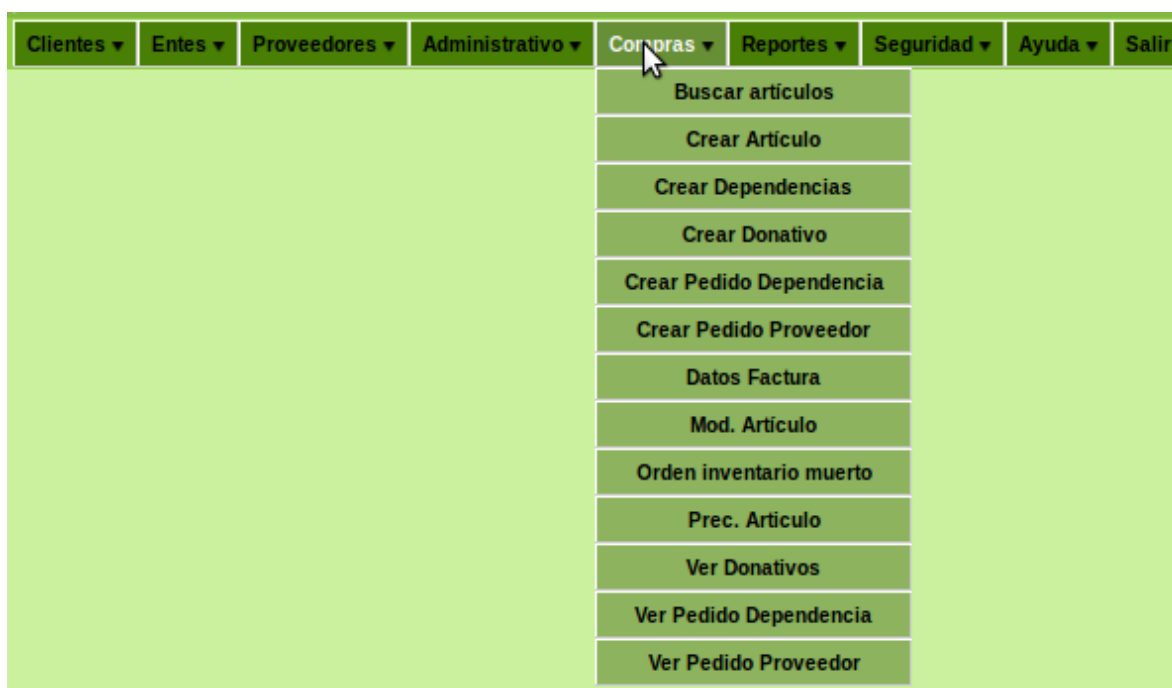 Clientes ▾ Entes ▾ Proveedores ▾ Administrativo ▾ Compras ▾ Reportes ▾ Seguridad ▾ Ayuda ▾ Salir
Buscar artículos
Crear Artículo
Crear Dependencias
Crear Donativo
Crear Pedido Dependencia
Crear Pedido Proveedor
Datos Factura
Mod. Artículo
Orden inventario muerto
Prec. Articulo
Ver Donativos
Ver Pedido Dependencia
Ver Pedido Proveedor